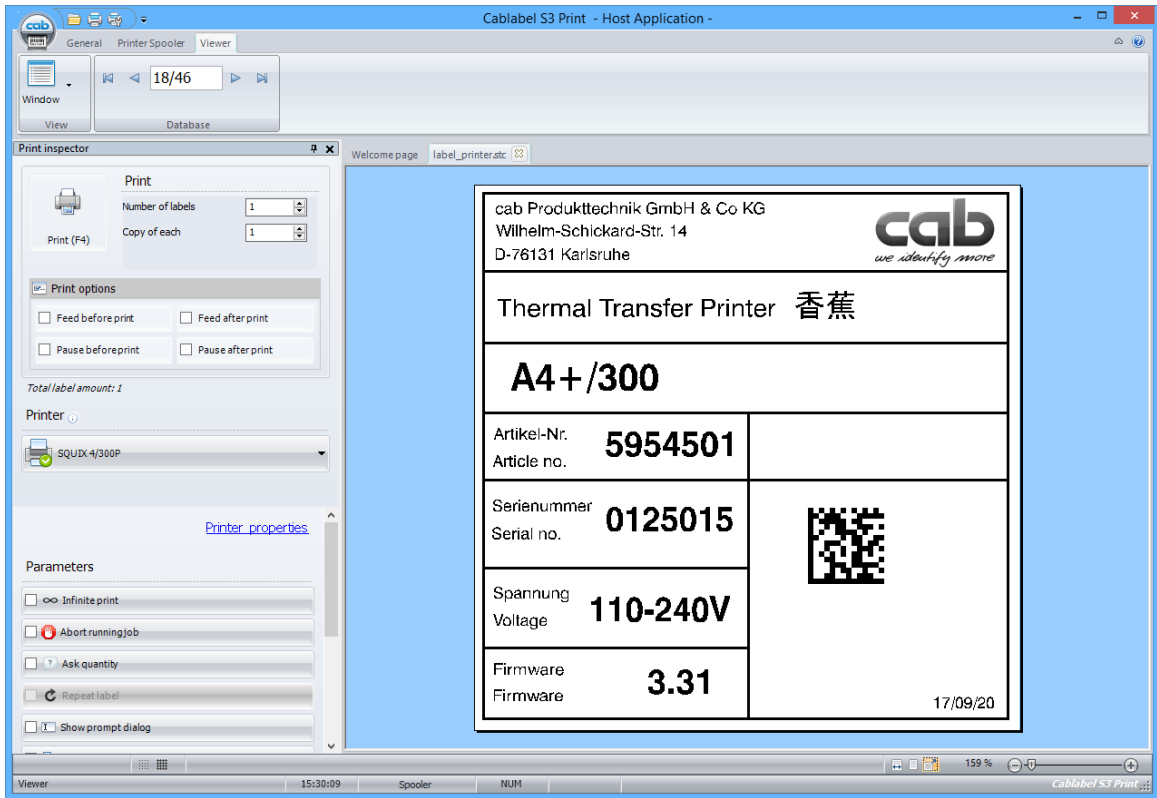 cab
Cablabel S3 Print - Host Application -
General Printer Spooler Viewer
Window
18/46
View Database
Print inspector
Print
Print (F4)
Number of labels 1
Copy of each 1
Print options
Feed before print Feed after print
Pause before print Pause after print
Total label amount: 1
Printer
SQUIX 4/300P
Printer properties
Parameters
Infinite print
Abort running job
Ask quantity
Repeat label
Show prompt dialog
Welcome page label_printer.stc
cab Produkttechnik GmbH & Co KG
Wilhelm-Schickard-Str. 14
D-76131 Karlsruhe
cab
we identify more
Thermal Transfer Printer 香蕉
A4+/300
Artikel-Nr.
Article no.
5954501
Serienummer
Serial no.
0125015
Spannung
Voltage
110-240V
Firmware
Firmware
3.31
17/09/20
159 %
Viewer 15:30:09 Spooler NUM Cablabel S3 Print